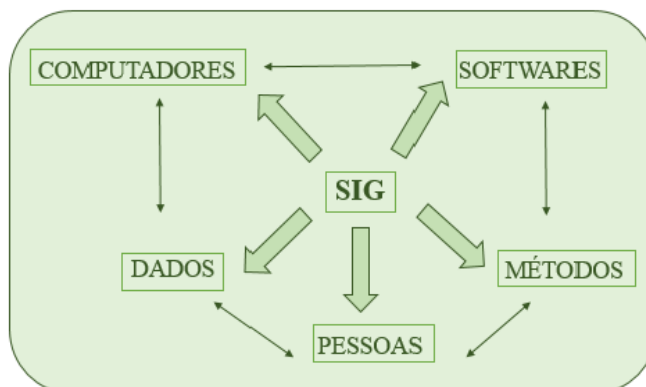 COMPUTADORES
SOFTWARES
SIG
DADOS
MÉTODOS
PESSOAS